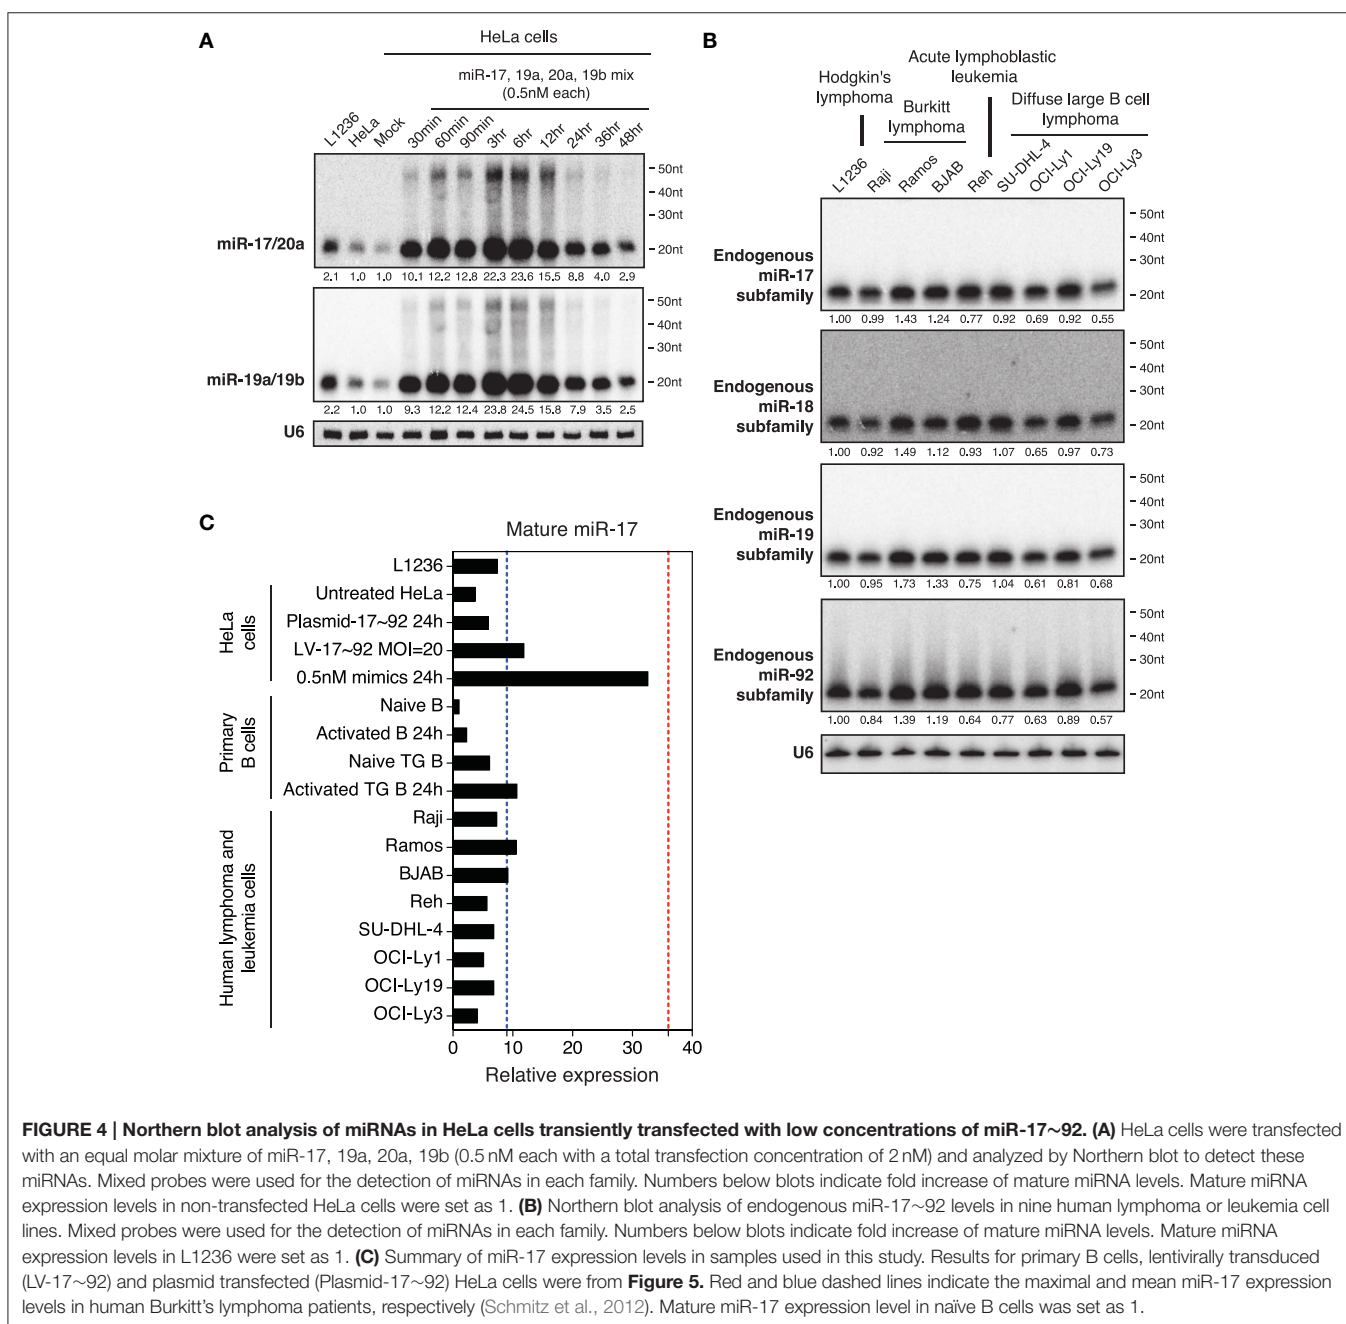 A
HeLa cells
miR-17, 19a, 20a, 19b mix
(0.5nM each)
L1236 HeLa Mock 30min 60min 90min 3hr 6hr 12hr 24hr 36hr 48hr
50nt
40nt
30nt
miR-17/20a
20nt
2.1 1.0 1.0 10.1 12.2 12.8 22.3 23.6 15.5 8.8 4.0 2.9
50nt
40nt
30nt
miR-19a/19b
20nt
2.2 1.0 1.0 9.3 12.2 12.4 23.8 24.5 15.8 7.9 3.5 2.5
U6
B
Acute lymphoblastic
leukemia
Hodgkin's
lymphoma
Burkitt
lymphoma
Diffuse large B cell
lymphoma
L1236 Raji Ramos BJAB Reh SU-DHL-4 OCI-Ly1 OCI-Ly19 OCI-Ly3
50nt
40nt
30nt
20nt
Endogenous
miR-17
subfamily
1.00 0.99 1.43 1.24 0.77 0.92 0.69 0.92 0.55
50nt
40nt
30nt
20nt
Endogenous
miR-18
subfamily
1.00 0.92 1.49 1.12 0.93 1.07 0.65 0.97 0.73
50nt
40nt
30nt
20nt
Endogenous
miR-19
subfamily
1.00 0.95 1.73 1.33 0.75 1.04 0.61 0.81 0.68
50nt
40nt
30nt
20nt
Endogenous
miR-92
subfamily
1.00 0.84 1.39 1.19 0.64 0.77 0.63 0.89 0.57
U6
C
Mature miR-17
L1236
HeLa
cells
Untreated HeLa
Plasmid-17~92 24h
LV-17~92 MOI=20
0.5nM mimics 24h
Primary
B cells
Naive B
Activated B 24h
Naive TG B
Activated TG B 24h
Human lymphoma and
leukemia cells
Raji
Ramos
BJAB
Reh
SU-DHL-4
OCI-Ly1
OCI-Ly19
OCI-Ly3
0 10 20 30 40
Relative expression
FIGURE 4 | Northern blot analysis of miRNAs in HeLa cells transiently transfected with low concentrations of miR-17~92. (A) HeLa cells were transfected
with an equal molar mixture of miR-17, 19a, 20a, 19b (0.5 nM each with a total transfection concentration of 2 nM) and analyzed by Northern blot to detect these
miRNAs. Mixed probes were used for the detection of miRNAs in each family. Numbers below blots indicate fold increase of mature miRNA levels. Mature miRNA
expression levels in non-transfected HeLa cells were set as 1. (B) Northern blot analysis of endogenous miR-17~92 levels in nine human lymphoma or leukemia cell
lines. Mixed probes were used for the detection of miRNAs in each family. Numbers below blots indicate fold increase of mature miRNA levels. Mature miRNA
expression levels in L1236 were set as 1. (C) Summary of miR-17 expression levels in samples used in this study. Results for primary B cells, lentivirally transduced
(LV-17~92) and plasmid transfected (Plasmid-17~92) HeLa cells were from Figure 5. Red and blue dashed lines indicate the maximal and mean miR-17 expression
levels in human Burkitt's lymphoma patients, respectively (Schmitz et al., 2012). Mature miR-17 expression level in naïve B cells was set as 1.